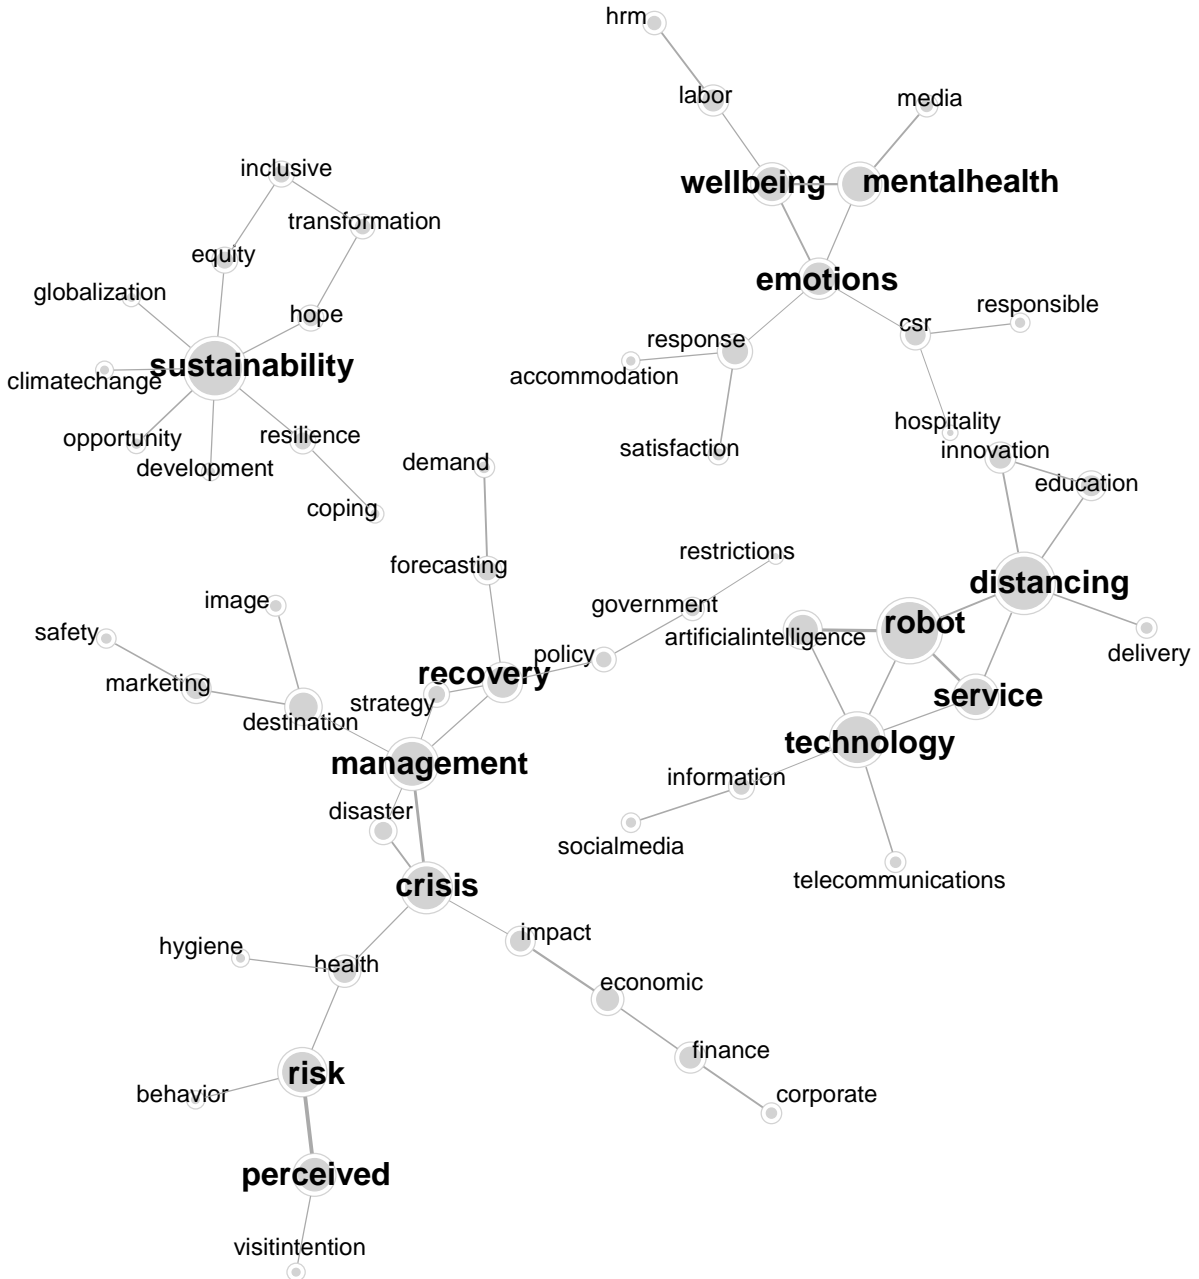 hrm
labor
media
inclusive
wellbeing
mentalhealth
transformation
equity
emotions
globalization
hope
csr
responsible
response
sustainability
climatechange
accommodation
hospitality
opportunity
resilience
satisfaction
innovation
development
demand
education
coping
restrictions
forecasting
distancing
image
government
safety
artificialintelligence
robot
policy
delivery
marketing
recovery
strategy
service
destination
technology
management
information
disaster
socialmedia
crisis
telecommunications
impact
hygiene
health
economic
finance
risk
behavior
corporate
perceived
visitintention